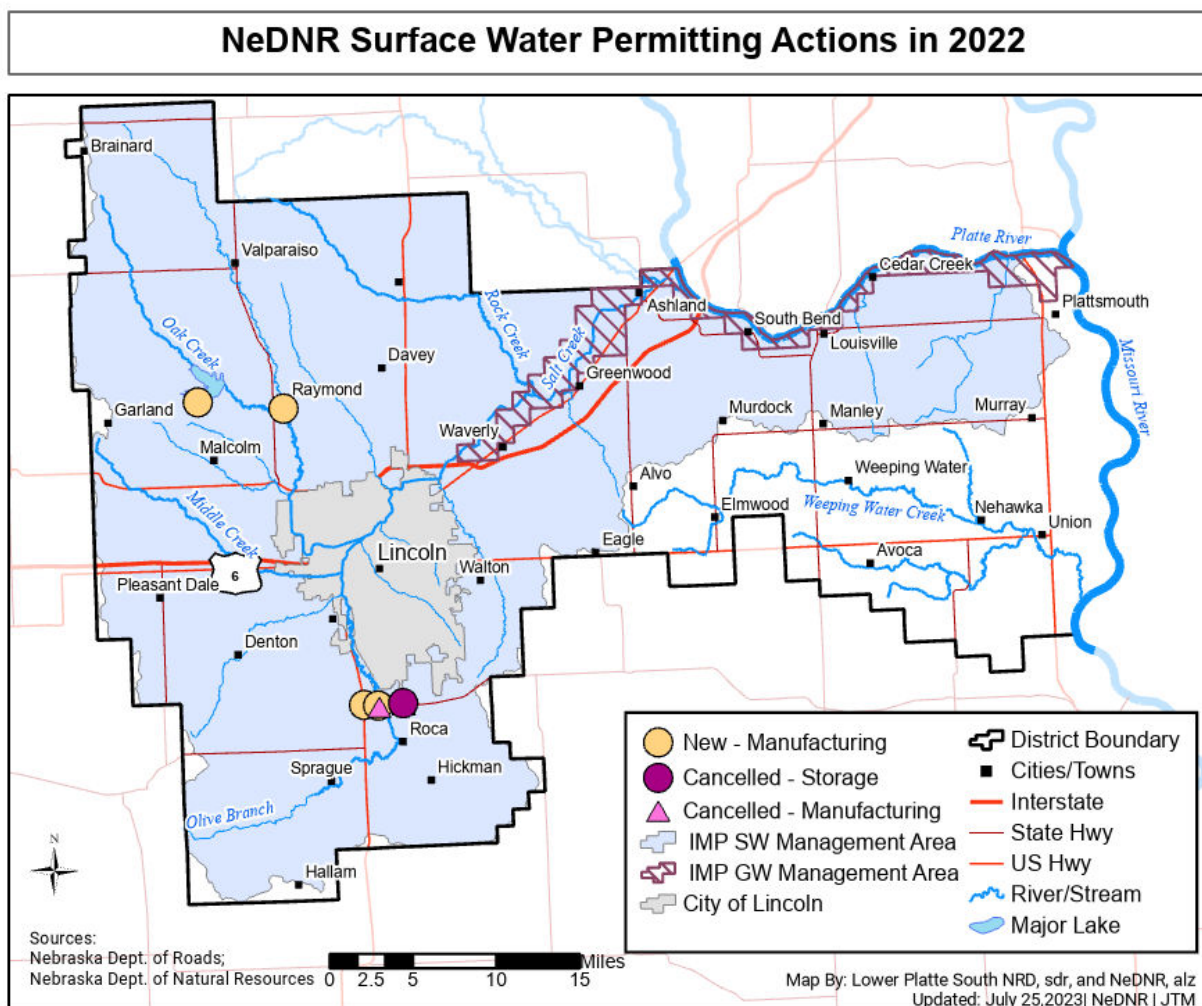 NeDNR Surface Water Permitting Actions in 2022
Brainard
Valparaiso
Platte River
Cedar Creek
Plattsmouth
Ashland
South Bend
Louisville
Rock Creek
Oak Creek
Salt Creek
Missouri River
Davey
Greenwood
Raymond
Garland
Murdock
Manley
Murray
Malcolm
Waverly
Alvo
Weeping Water
Middle Creek
Elmwood
Weeping Water Creek
Nehawka
Union
Eagle
Avoca
Lincoln
Walton
6
Pleasant Dale
Denton
Roca
Sprague
Hickman
Olive Branch
Hallam
N
New - Manufacturing
Cancelled - Storage
Cancelled - Manufacturing
IMP SW Management Area
IMP GW Management Area
City of Lincoln
District Boundary
Cities/Towns
Interstate
State Hwy
US Hwy
River/Stream
Major Lake
Sources:
Nebraska Dept. of Roads;
Nebraska Dept. of Natural Resources
0 2.5 5 10 15 Miles
Map By: Lower Platte South NRD, sdr, and NeDNR, alz
Updated: July 25,2023| NeDNR | JTM